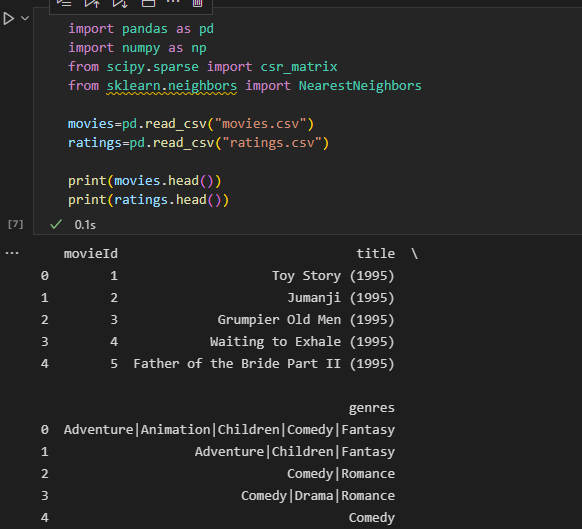 import pandas as pd
import numpy as np
from scipy.sparse import csr_matrix
from sklearn.neighbors import NearestNeighbors
movies=pd.read_csv("movies.csv")
ratings=pd.read_csv("ratings.csv")
print(movies.head())
print(ratings.head())
[7] 0.1s
... movieId title \
0 1 Toy Story (1995)
1 2 Jumanji (1995)
2 3 Grumpier Old Men (1995)
3 4 Waiting to Exhale (1995)
4 5 Father of the Bride Part II (1995)
genres
0 Adventure|Animation|Children|Comedy|Fantasy
1 Adventure|Children|Fantasy
2 Comedy|Romance
3 Comedy|Drama|Romance
4 Comedy